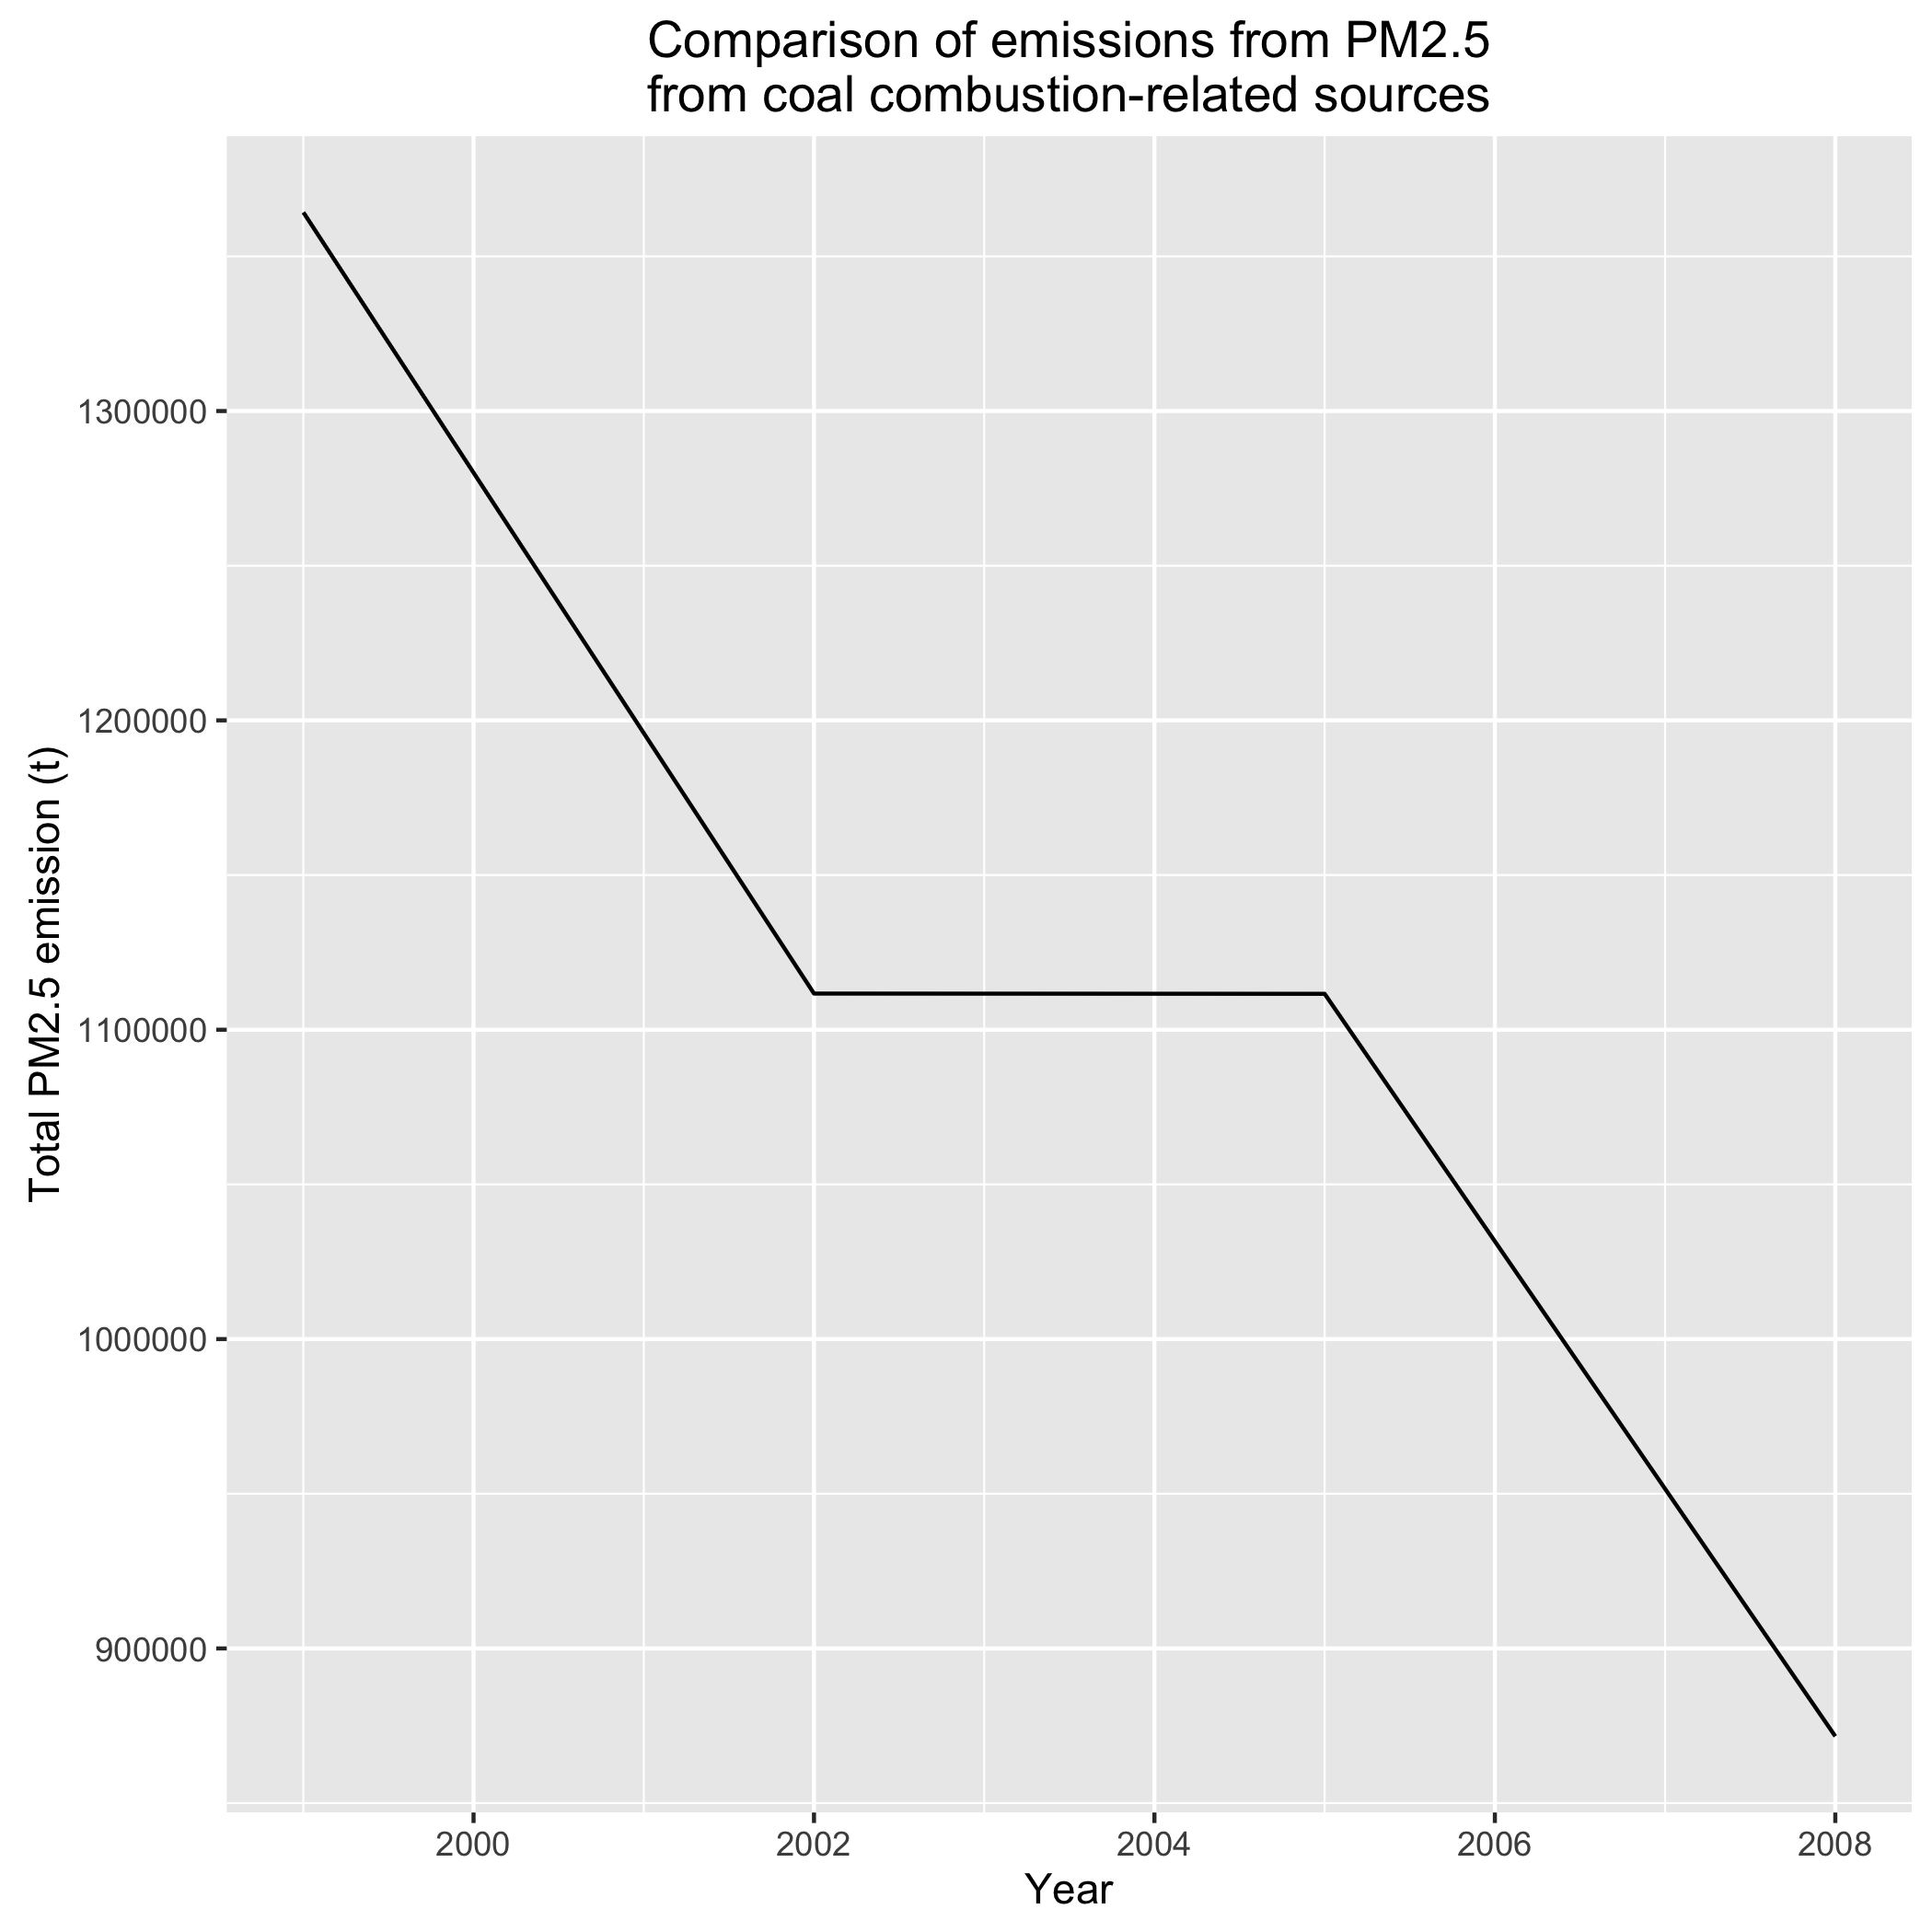 Comparison of emissions from PM2.5
from coal combustion-related sources
Total PM2.5 emission (t)
1300000
1200000
1100000
1000000
900000
2000
2002
2004
2006
2008
Year